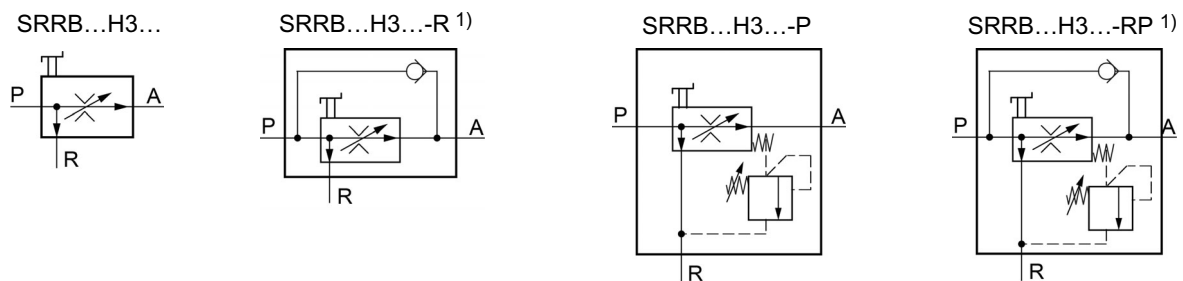 SRRB...H3...
P
A
R
SRRB...H3...-R 1)
P
A
R
SRRB...H3...-P
P
A
R
SRRB...H3...-RP 1)
P
A
R